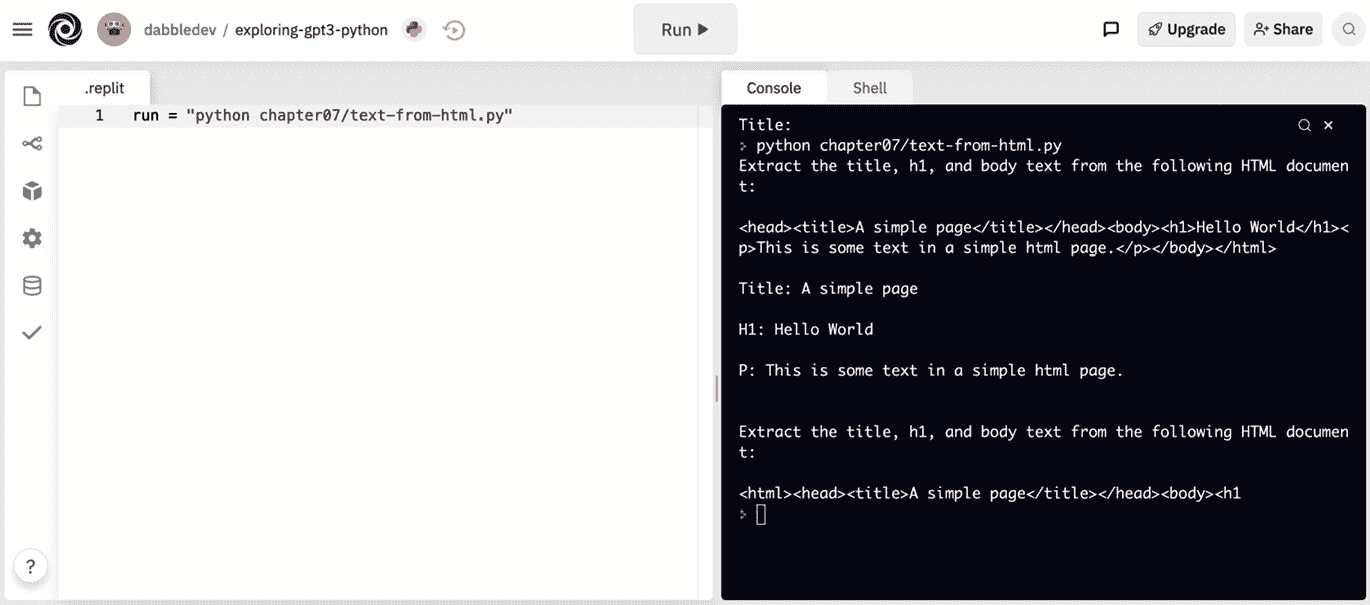 dabbledev / exploring-gpt3-python
Run
Upgrade
Share
.replit
1 run = "python chapter07/text-from-html.py"
Console
Shell
Title:
python chapter07/text-from-html.py
Extract the title, h1, and body text from the following HTML documen
t:
<head><title>A simple page</title></head><body><h1>Hello World</h1><
p>This is some text in a simple html page.</p></body></html>
Title: A simple page
H1: Hello World
P: This is some text in a simple html page.
Extract the title, h1, and body text from the following HTML documen
t:
<html><head><title>A simple page</title></head><body><h1
?